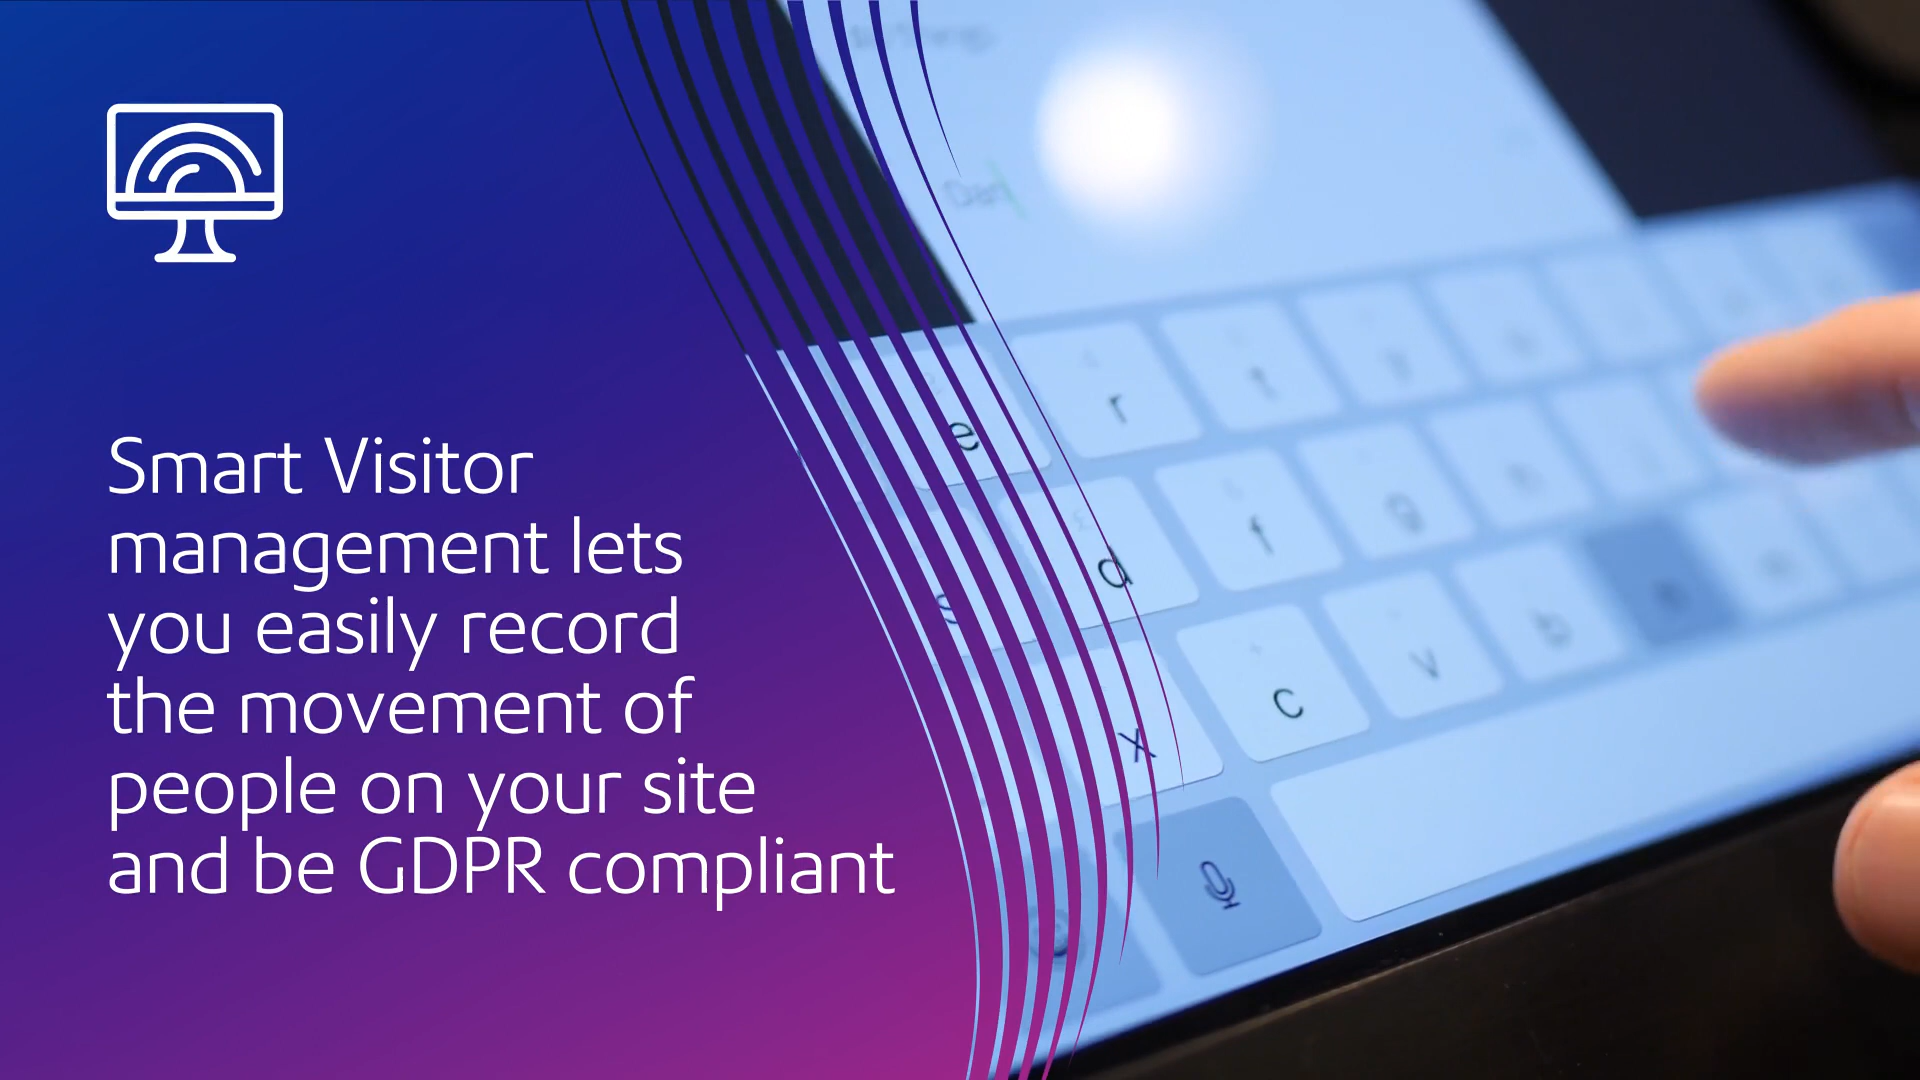 Smart Visitor
management lets
you easily record
the movement of
people on your site
and be GDPR compliant
e r t
d f g
x c v b